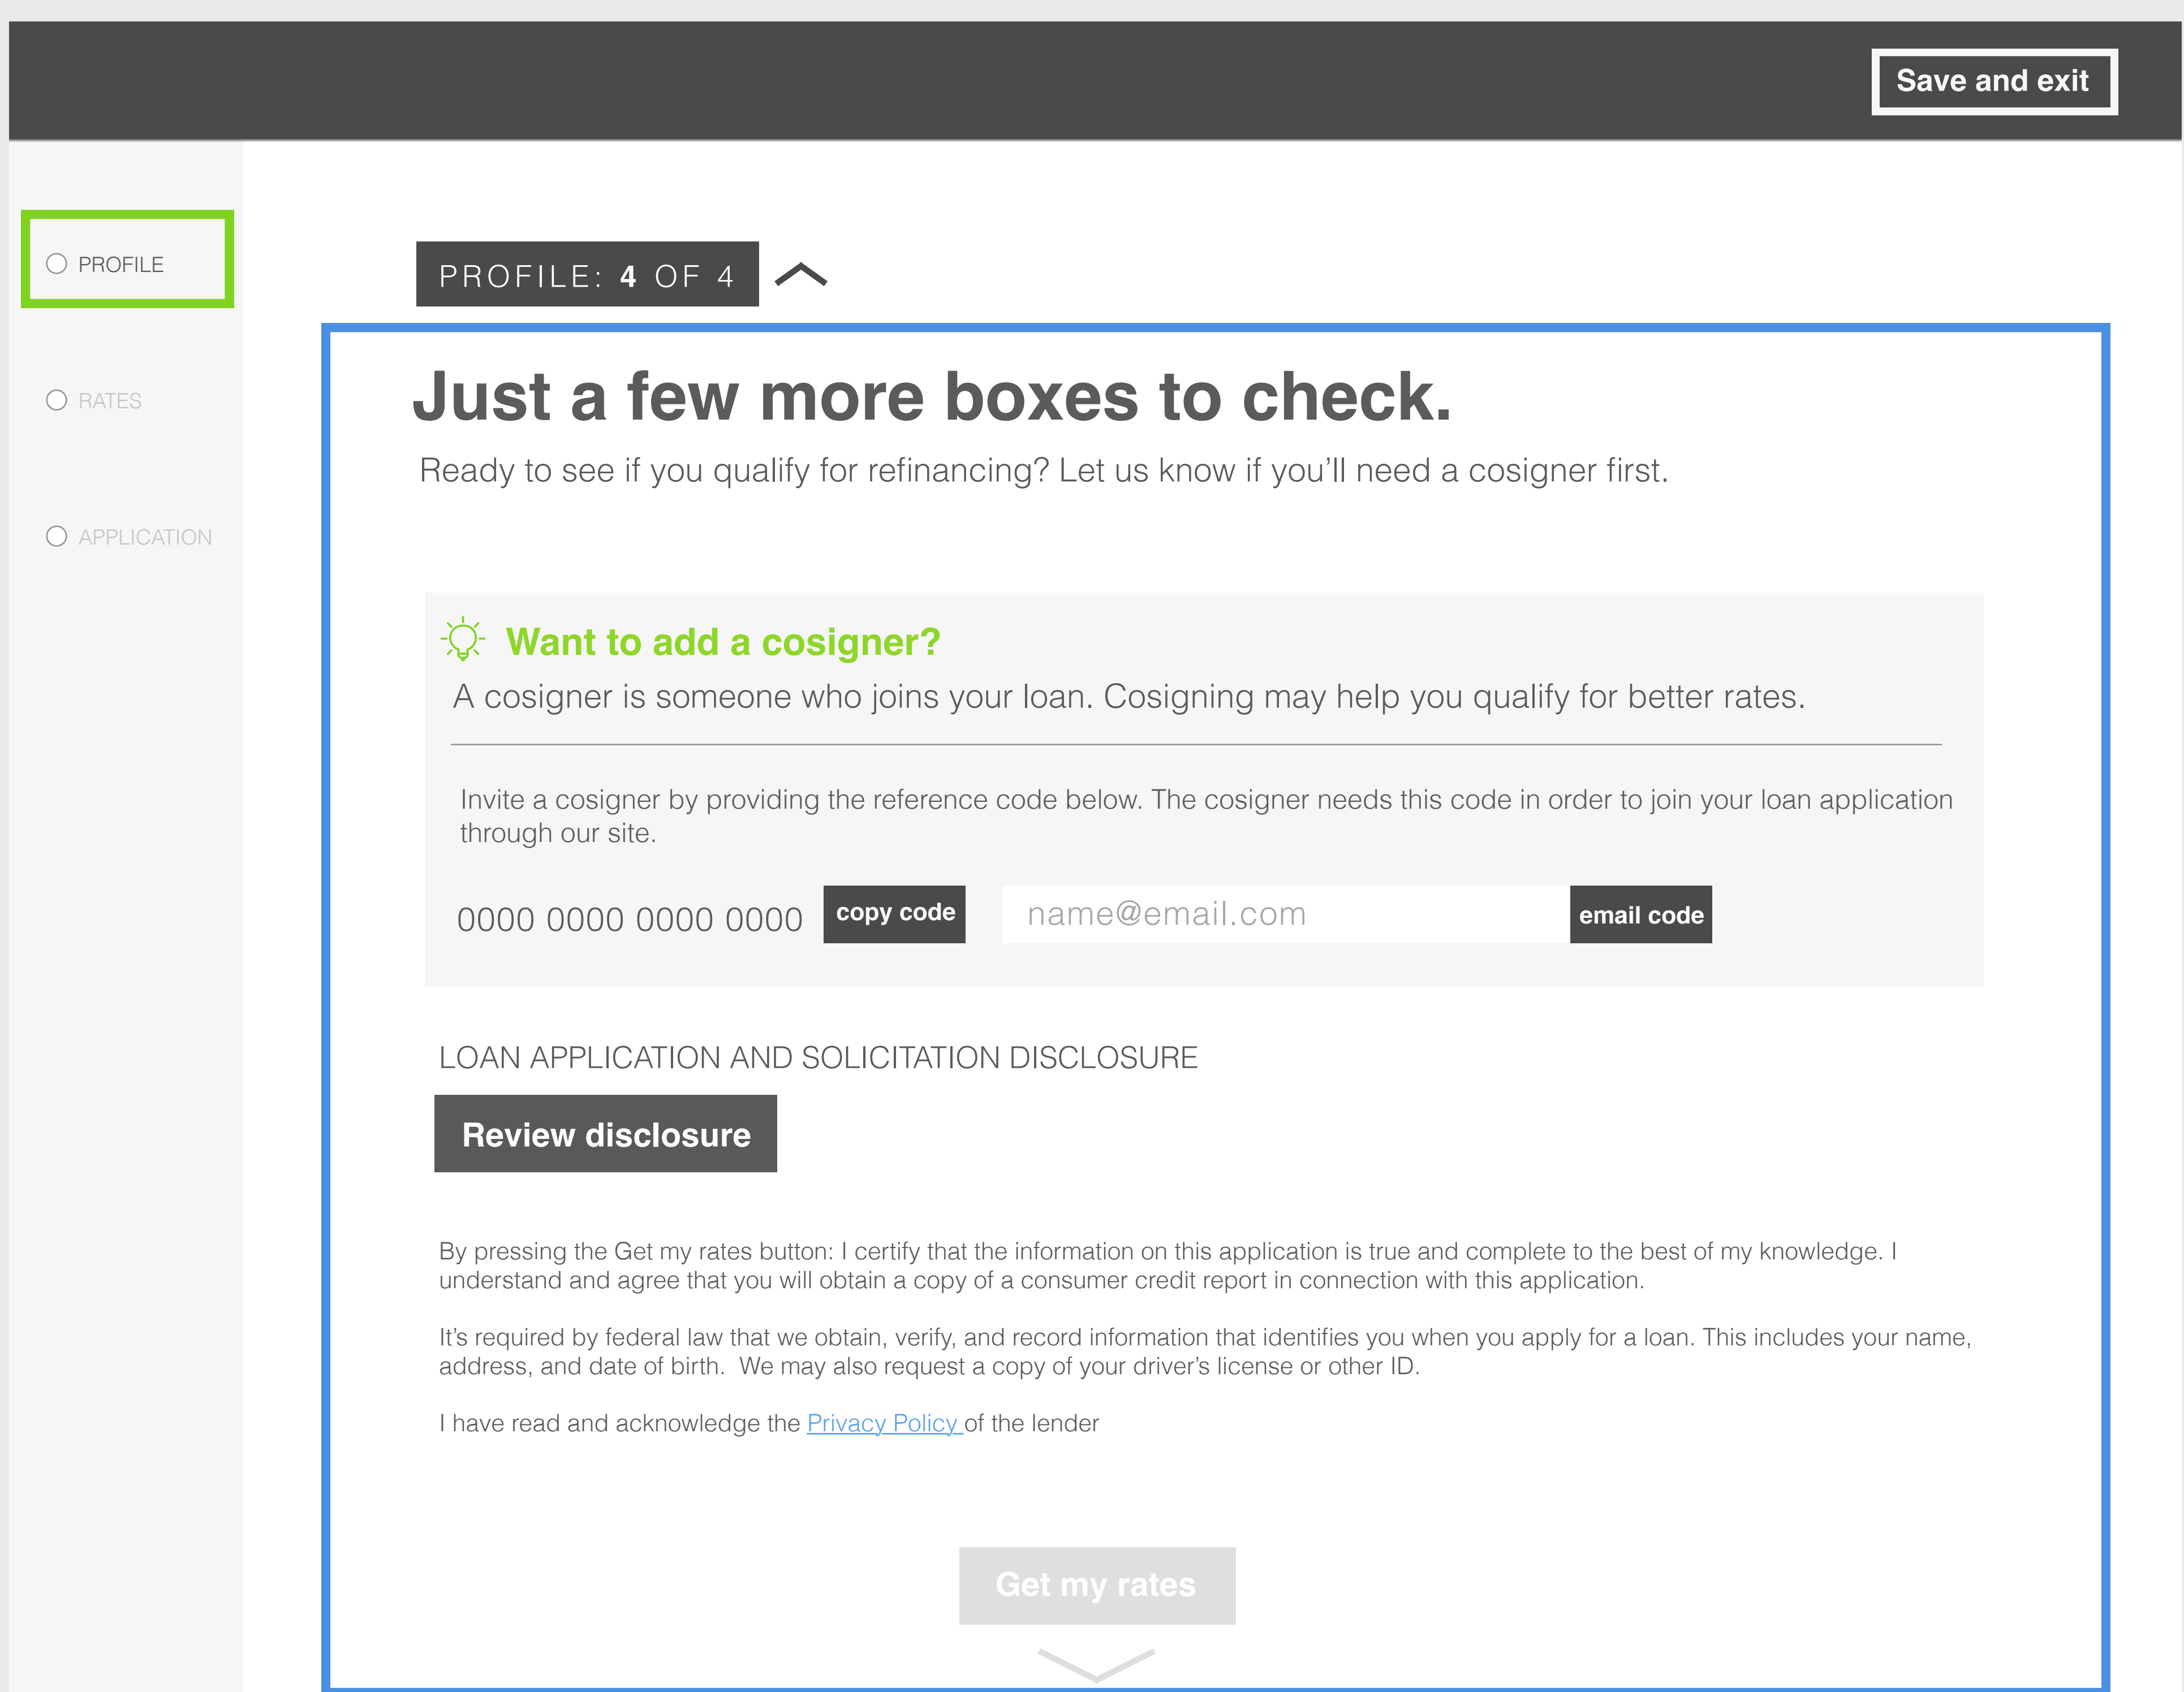 Save and exit
PROFILE
RATES
APPLICATION
PROFILE: 4 OF 4
Just a few more boxes to check.
Ready to see if you qualify for refinancing? Let us know if you’ll need a cosigner first.
Want to add a cosigner?
A cosigner is someone who joins your loan. Cosigning may help you qualify for better rates.
Invite a cosigner by providing the reference code below. The cosigner needs this code in order to join your loan application
through our site.
0000 0000 0000 0000 copy code name@email.com email code
LOAN APPLICATION AND SOLICITATION DISCLOSURE
Review disclosure
By pressing the Get my rates button: I certify that the information on this application is true and complete to the best of my knowledge. I
understand and agree that you will obtain a copy of a consumer credit report in connection with this application.
It’s required by federal law that we obtain, verify, and record information that identifies you when you apply for a loan. This includes your name,
address, and date of birth.  We may also request a copy of your driver’s license or other ID.
I have read and acknowledge the Privacy Policy of the lender
Get my rates